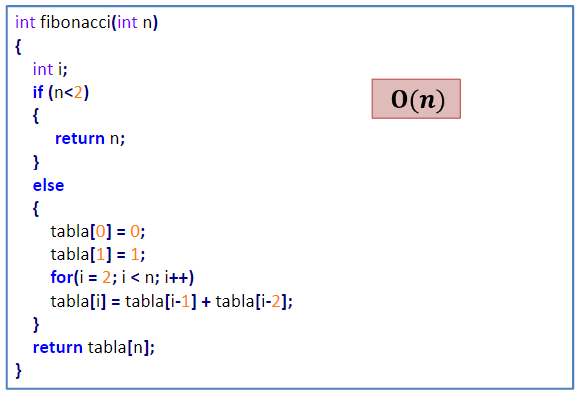 int fibonacci(int n)
{
int i;
if (n<2)
{
return n;
}
else
{
tabla[0] = 0;
tabla[1] = 1;
for(i = 2; i < n; i++)
tabla[i] = tabla[i-1] + tabla[i-2];
}
return tabla[n];
}
O(n)